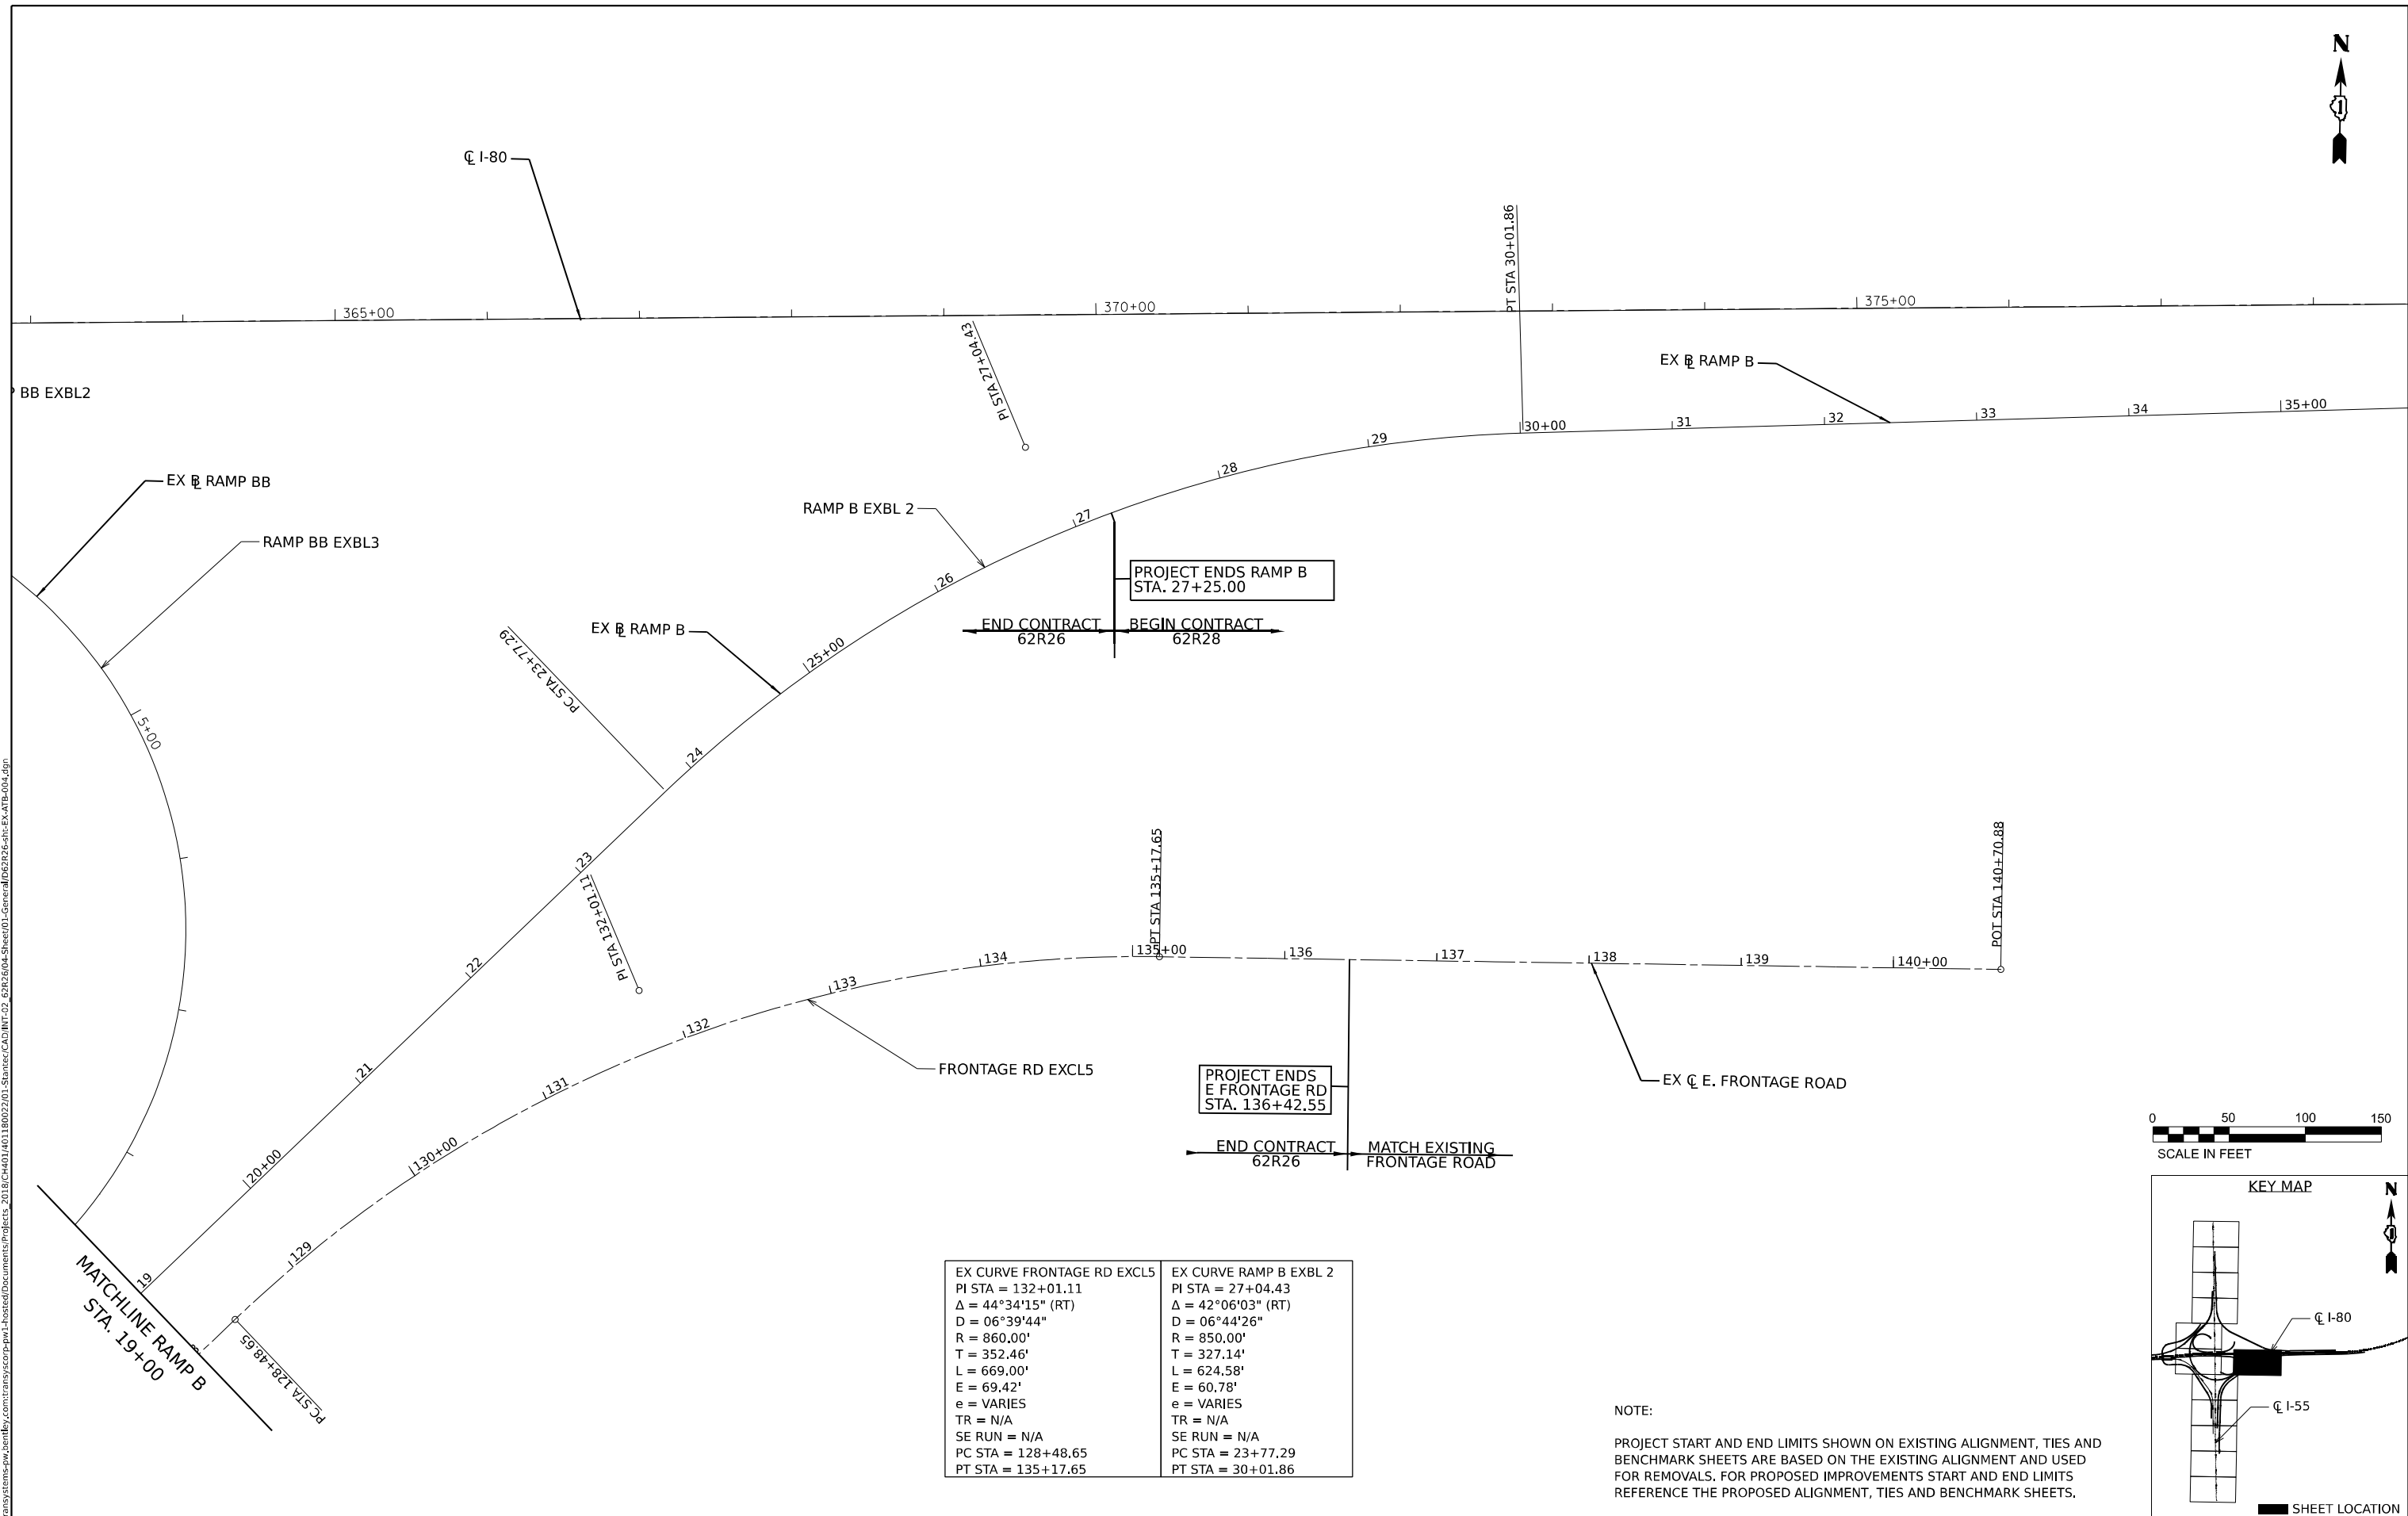 N
1
℄ I-80
PT STA 30+01.86
365+00
370+00
375+00
PI STA 27+04.43
EX ⅊ RAMP B
BB EXBL2
30+00
31
32
33
34
35+00
29
28
27
26
25+00
24
23
22
21
20+00
19
EX ⅊ RAMP BB
RAMP BB EXBL3
RAMP B EXBL 2
PROJECT ENDS RAMP B
STA. 27+25.00
END CONTRACT
62R26
BEGIN CONTRACT
62R28
EX ⅊ RAMP B
PC STA 23+77.29
5+00
PI STA 132+01.11
PT STA 135+17.65
POT STA 140+70.88
129
130+00
131
132
133
134
135+00
136
137
138
139
140+00
FRONTAGE RD EXCL5
PROJECT ENDS
E FRONTAGE RD
STA. 136+42.55
END CONTRACT
62R26
MATCH EXISTING
FRONTAGE ROAD
EX ℄ E. FRONTAGE ROAD
MATCHLINE RAMP B
STA. 19+00
PC STA 128+48.65
EX CURVE FRONTAGE RD EXCL5
PI STA = 132+01.11
Δ = 44°34'15" (RT)
D = 06°39'44"
R = 860.00'
T = 352.46'
L = 669.00'
E = 69.42'
e = VARIES
TR = N/A
SE RUN = N/A
PC STA = 128+48.65
PT STA = 135+17.65
EX CURVE RAMP B EXBL 2
PI STA = 27+04.43
Δ = 42°06'03" (RT)
D = 06°44'26"
R = 850.00'
T = 327.14'
L = 624.58'
E = 60.78'
e = VARIES
TR = N/A
SE RUN = N/A
PC STA = 23+77.29
PT STA = 30+01.86
NOTE:
PROJECT START AND END LIMITS SHOWN ON EXISTING ALIGNMENT, TIES AND
BENCHMARK SHEETS ARE BASED ON THE EXISTING ALIGNMENT AND USED
FOR REMOVALS. FOR PROPOSED IMPROVEMENTS START AND END LIMITS
REFERENCE THE PROPOSED ALIGNMENT, TIES AND BENCHMARK SHEETS.
0 50 100 150
SCALE IN FEET
KEY MAP
N
℄ I-80
℄ I-55
SHEET LOCATION